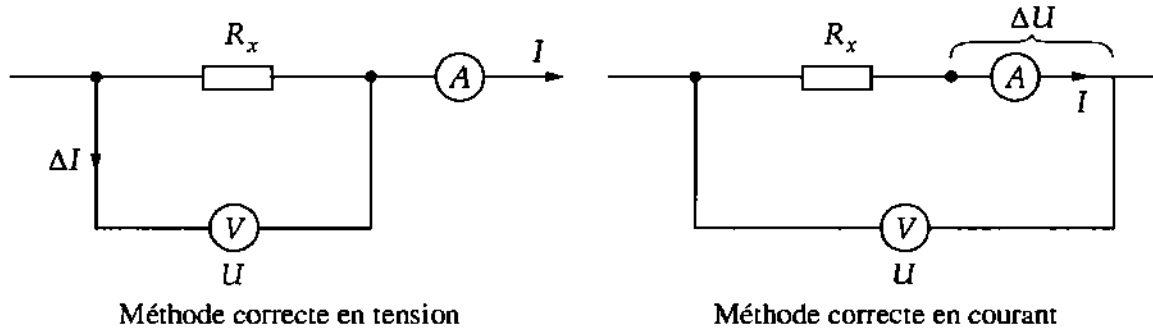 R_x
A
I
ΔI
V
U
Méthode correcte en tension
ΔU
R_x
A
I
V
U
Méthode correcte en courant